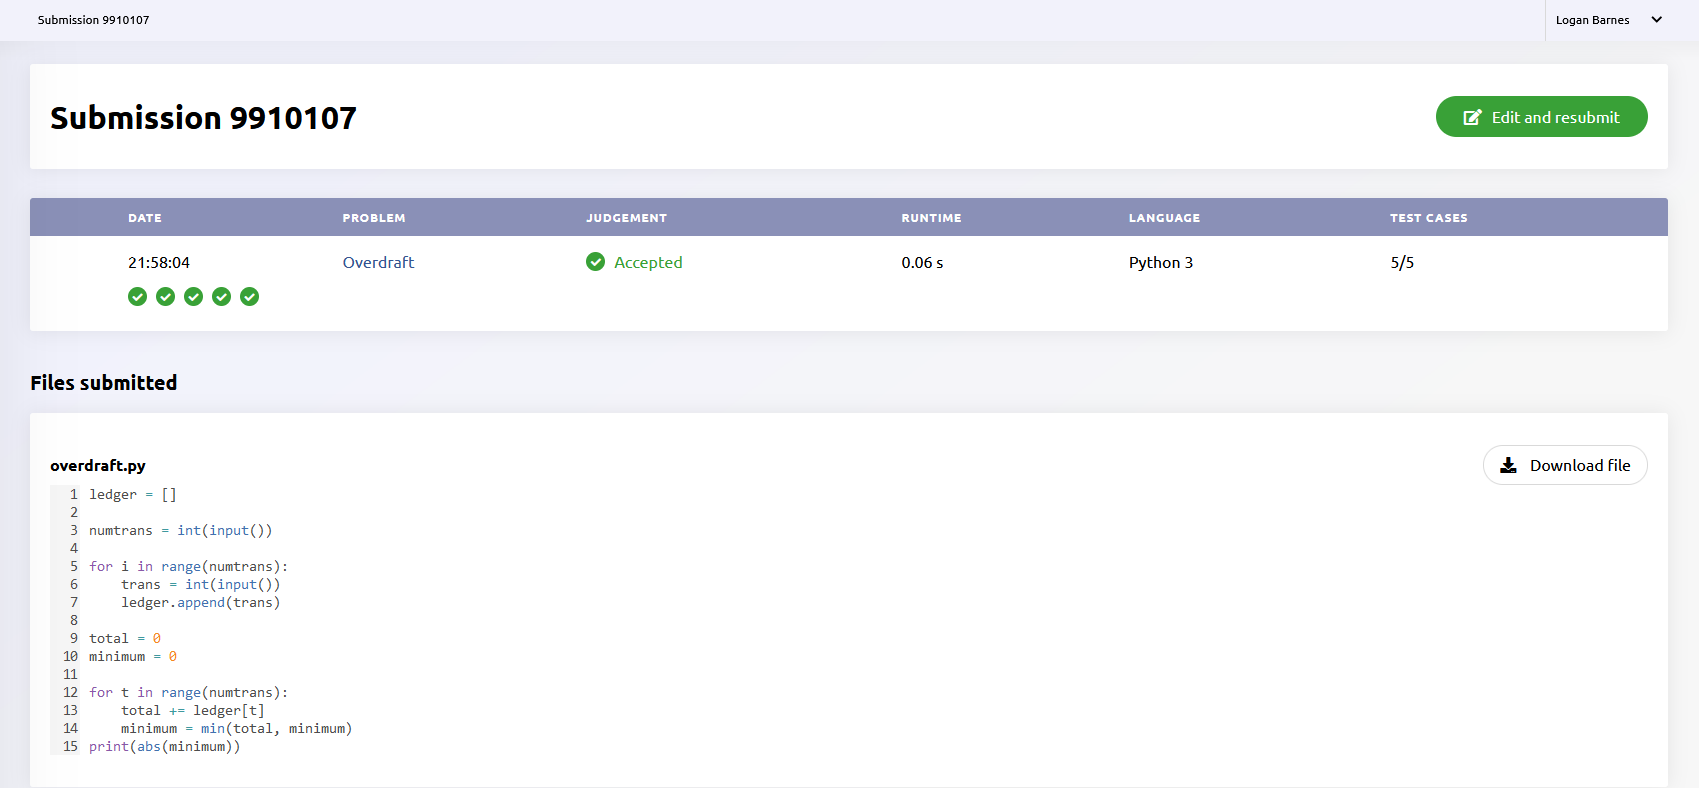 Submission 9910107
Logan Barnes
Submission 9910107
Edit and resubmit
DATE PROBLEM JUDGEMENT RUNTIME LANGUAGE TEST CASES
21:58:04 Overdraft Accepted 0.06 s Python 3 5/5
Files submitted
overdraft.py
Download file
1 ledger = []
2
3 numtrans = int(input())
4
5 for i in range(numtrans):
6     trans = int(input())
7     ledger.append(trans)
8
9 total = 0
10 minimum = 0
11
12 for t in range(numtrans):
13     total += ledger[t]
14     minimum = min(total, minimum)
15 print(abs(minimum))